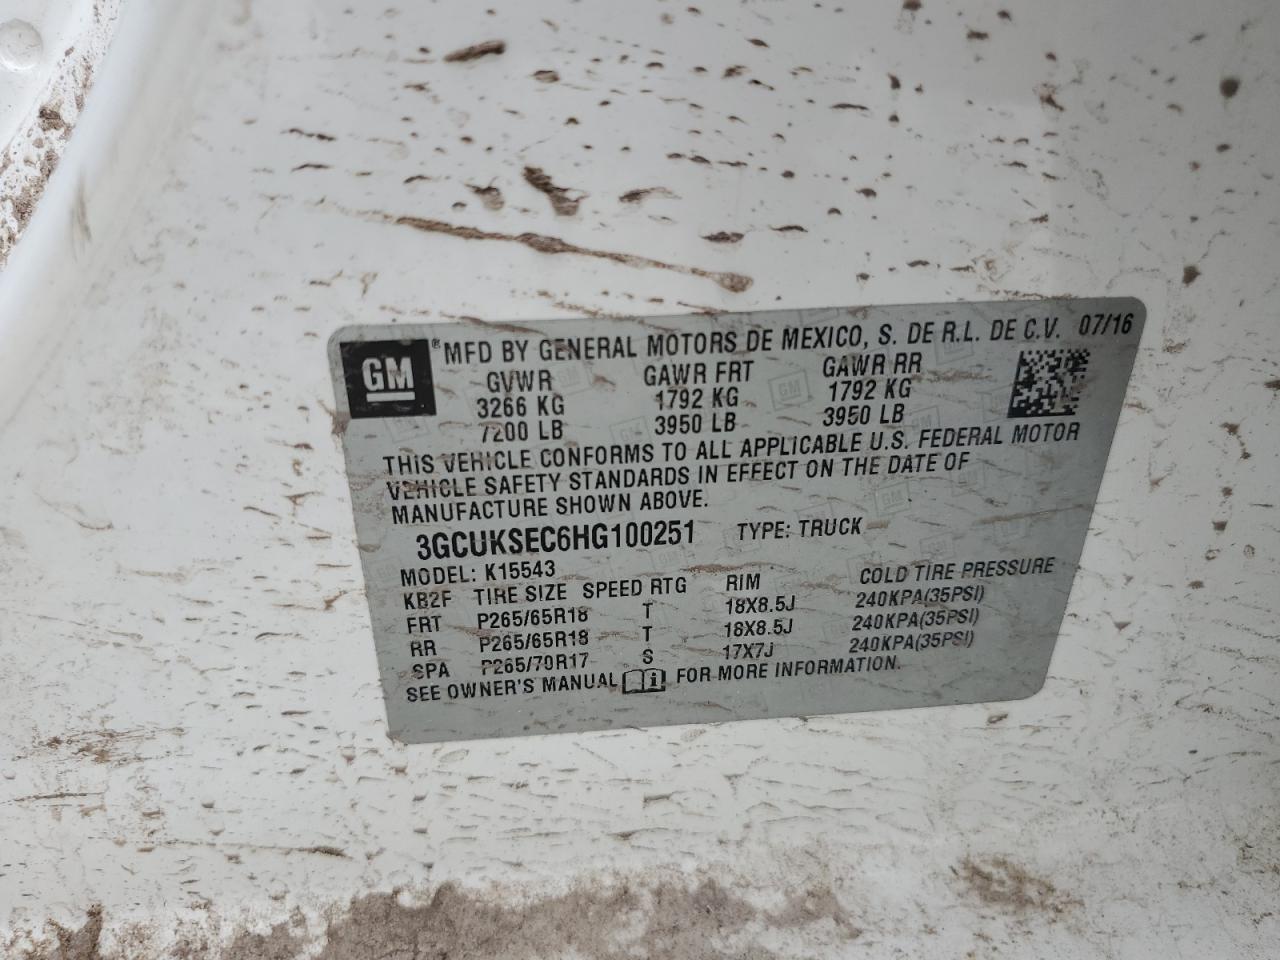 GM ® MFD BY GENERAL MOTORS DE MEXICO, S. DE R.L. DE C.V. 07/16
GVWR GAWR FRT GAWR RR
3266 KG 1792 KG 1792 KG
7200 LB 3950 LB 3950 LB
THIS VEHICLE CONFORMS TO ALL APPLICABLE U.S. FEDERAL MOTOR
VEHICLE SAFETY STANDARDS IN EFFECT ON THE DATE OF
MANUFACTURE SHOWN ABOVE.
3GCUKSEC6HG100251 TYPE: TRUCK
MODEL: K15543
KB2F TIRE SIZE SPEED RTG RIM COLD TIRE PRESSURE
FRT P265/65R18 T 18X8.5J 240KPA(35PSI)
RR P265/65R18 T 18X8.5J 240KPA(35PSI)
SPA P265/70R17 S 17X7J 240KPA(35PSI)
SEE OWNER'S MANUAL FOR MORE INFORMATION.